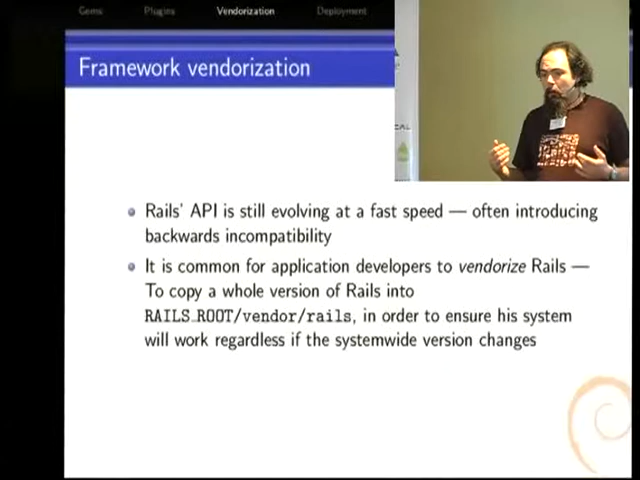 Gems Plugins Vendorization Deployment
Framework vendorization
Rails' API is still evolving at a fast speed — often introducing
backwards incompatibility
It is common for application developers to vendorize Rails —
To copy a whole version of Rails into
RAILS_ROOT/vendor/rails, in order to ensure his system
will work regardless if the systemwide version changes